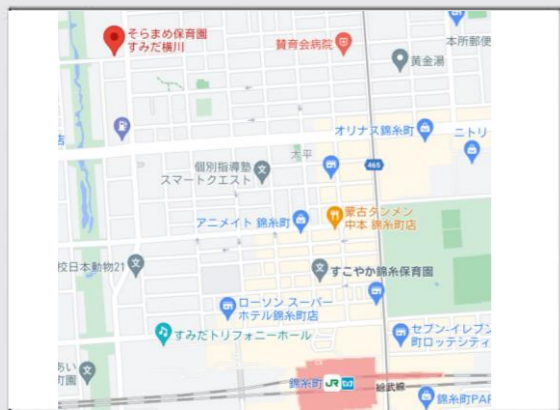 そらまめ保育園
すみだ横川
賛育会病院
本所郵便
黄金湯
店
オリナス錦糸町
ニトリ
太平
465
個別指導塾
スマートクエスト
アニメイト 錦糸町
蒙古タンメン
中本 錦糸町店
校日本動物21
すこやか錦糸保育園
ローソン スーパー
ホテル錦糸町店
すみだトリフォニーホール
セブン-イレブン
町ロッテシティ
あい
町園
錦糸町
JR
総武線
錦糸町PAR